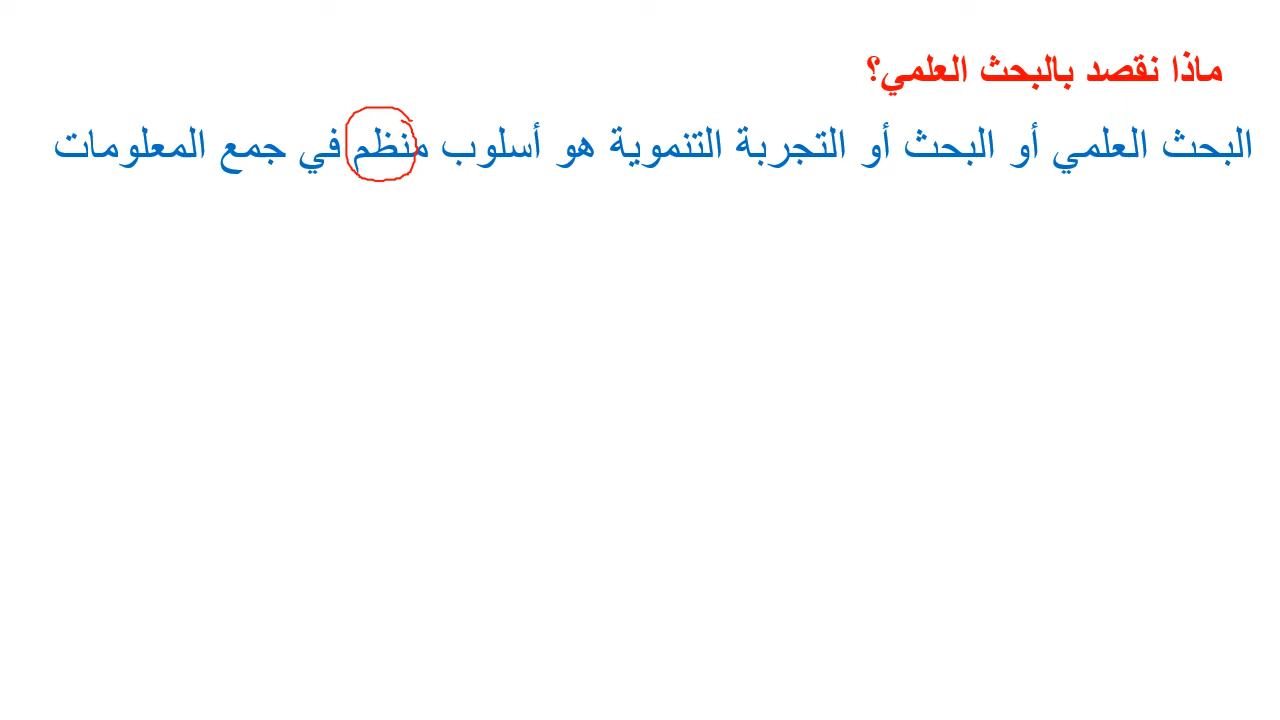 ماذا نقصد بالبحث العلمي؟
البحث العلمي أو البحث أو التجربة التنموية هو أسلوب منظم في جمع المعلومات